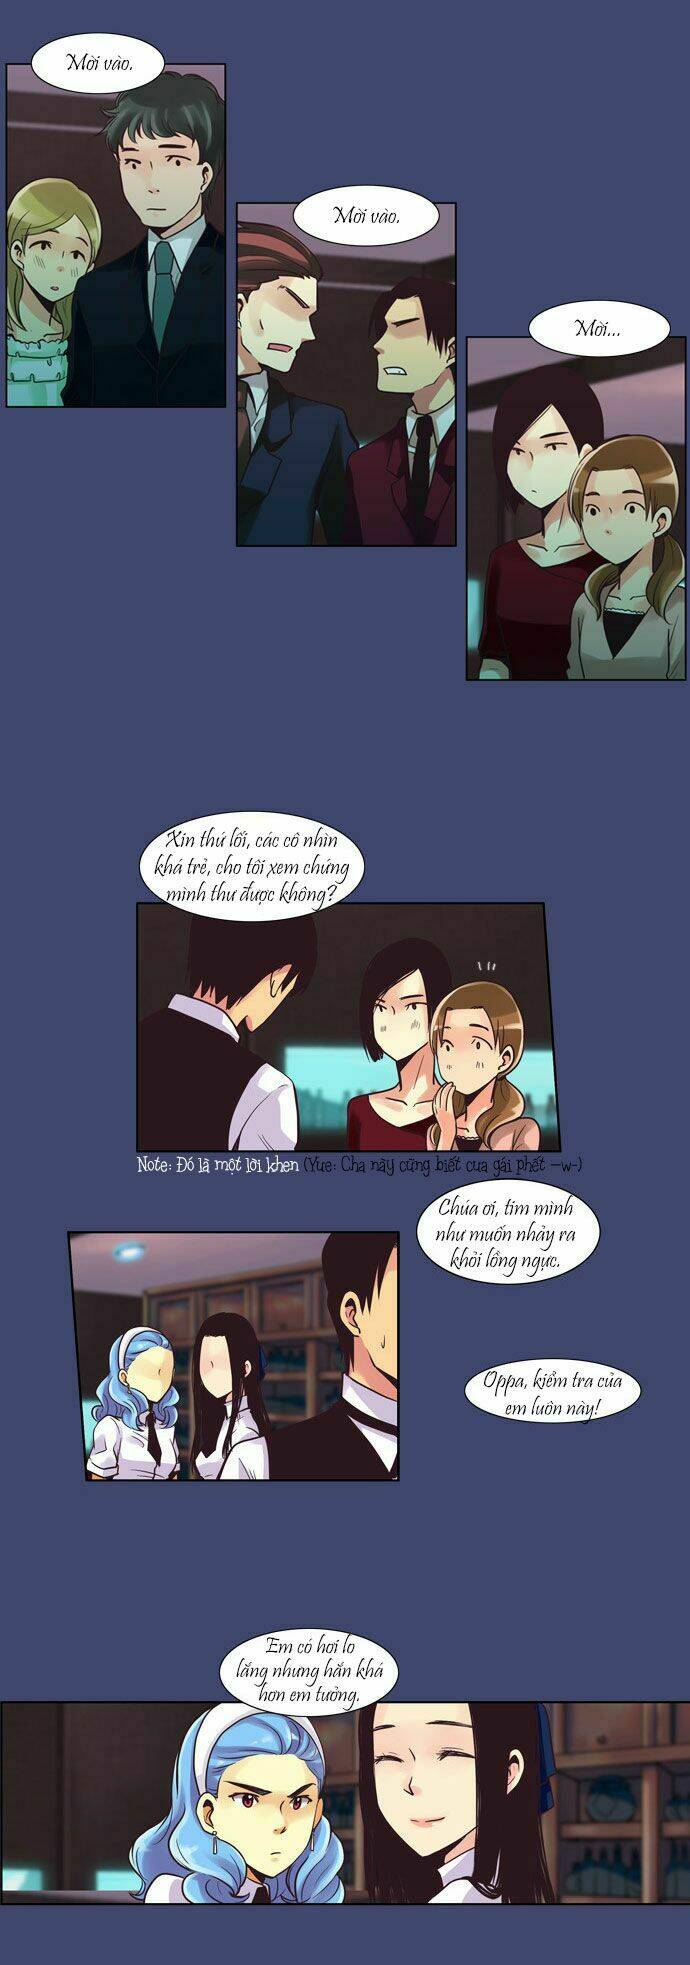 Mời vào.
Mời vào.
Mời...
Xin thứ lỗi, các cô nhìn
khá trẻ, cho tôi xem chứng
minh thư được không?
Note: Đó là một lời khen (Yue: Cha này cũng biết cua gái phết -w-)
Chúa ơi, tim mình
như muốn nhảy ra
khỏi lồng ngực.
Oppa, kiểm tra của
em luôn này!
Em có hơi lo
lắng nhưng hắn khá
hơn em tưởng.